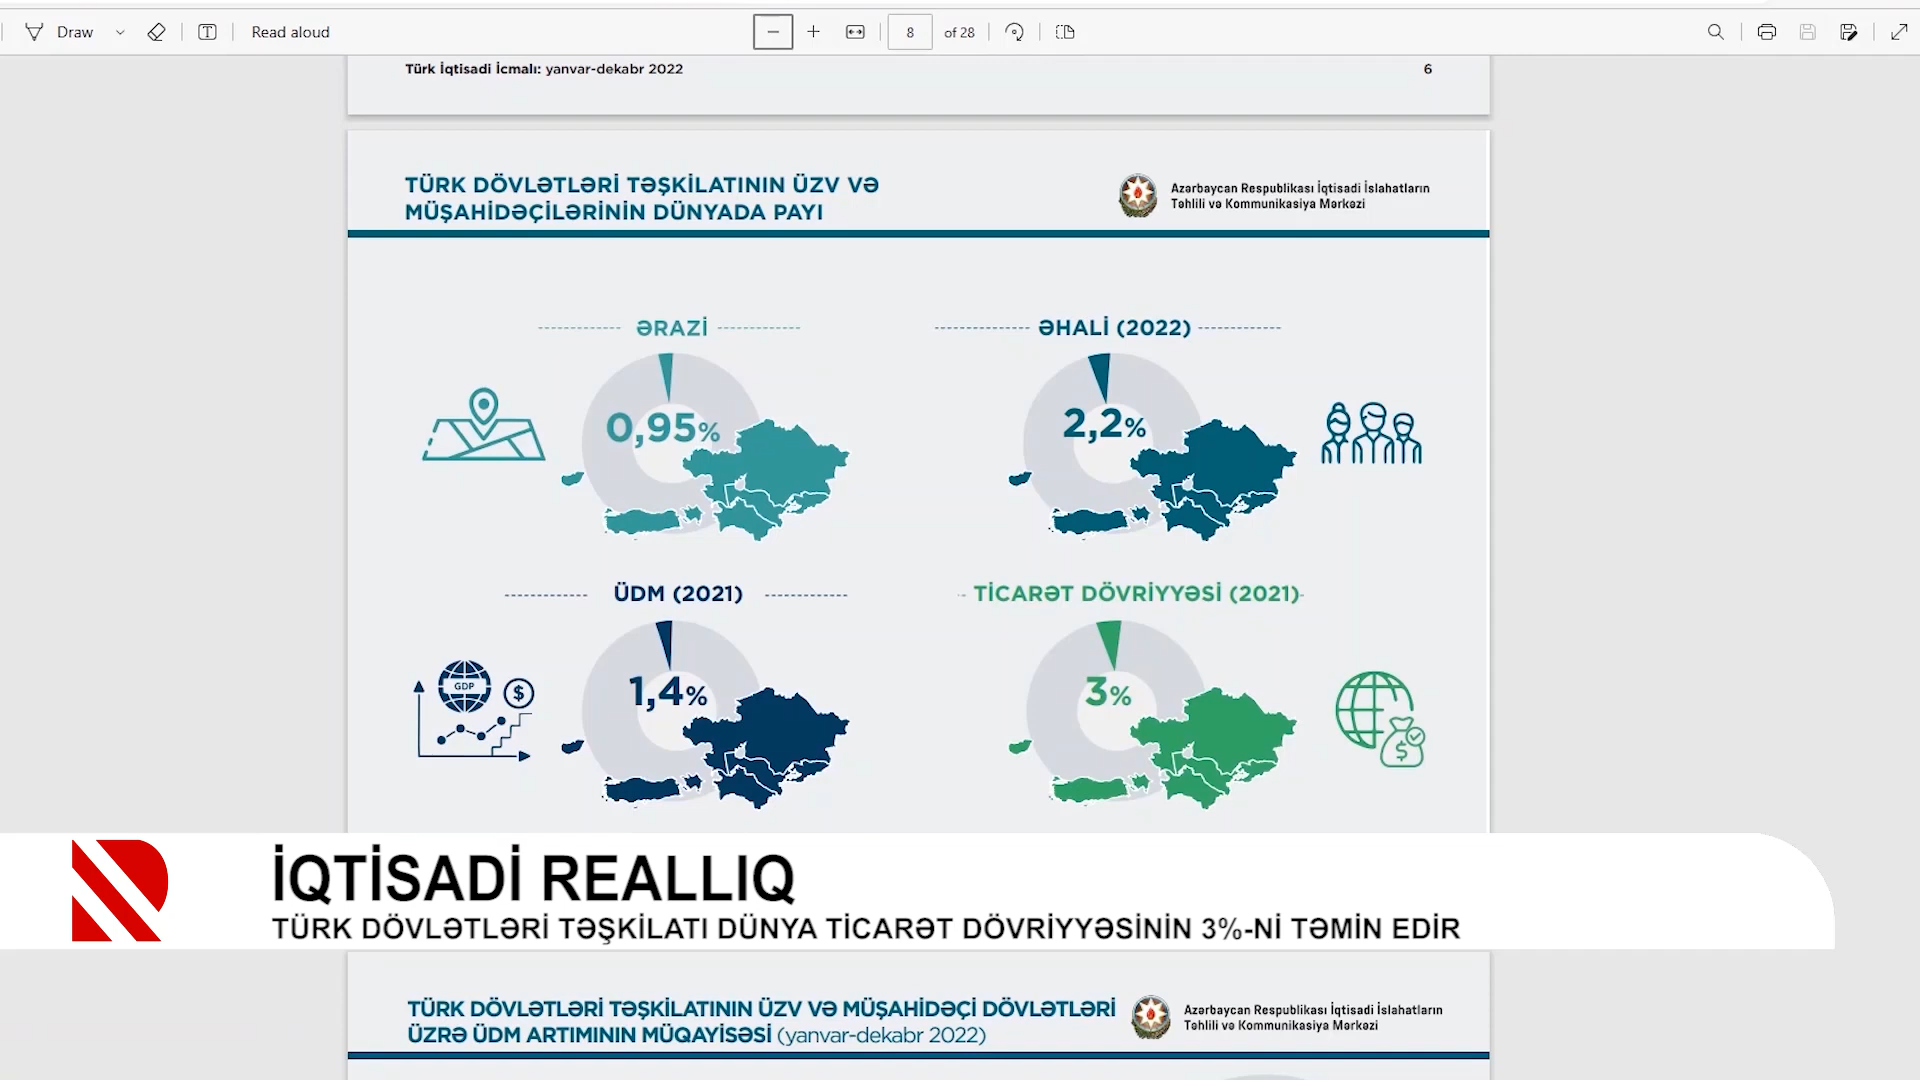 Draw
Read aloud
8
of 28
Türk İqtisadi İcmalı: yanvar-dekabr 2022
6
TÜRK DÖVLƏTLƏRİ TƏŞKİLATININ ÜZV VƏ
MÜŞAHİDƏÇİLƏRİNİN DÜNYADA PAYI
Azərbaycan Respublikası İqtisadi İslahatların
Təhlili və Kommunikasiya Mərkəzi
ƏRAZİ
0,95%
ƏHALİ (2022)
2,2%
ÜDM (2021)
GDP
$
1,4%
TİCARƏT DÖVRİYYƏSİ (2021)
3%
$
İQTİSADİ REALLIQ
TÜRK DÖVLƏTLƏRİ TƏŞKİLATI DÜNYA TİCARƏT DÖVRİYYƏSİNİN 3%-Nİ TƏMİN EDİR
TÜRK DÖVLƏTLƏRİ TƏŞKİLATININ ÜZV VƏ MÜŞAHİDƏÇİ DÖVLƏTLƏRİ
ÜZRƏ ÜDM ARTIMININ MÜQAYİSƏSİ (yanvar-dekabr 2022)
Azərbaycan Respublikası İqtisadi İslahatların
Təhlili və Kommunikasiya Mərkəzi